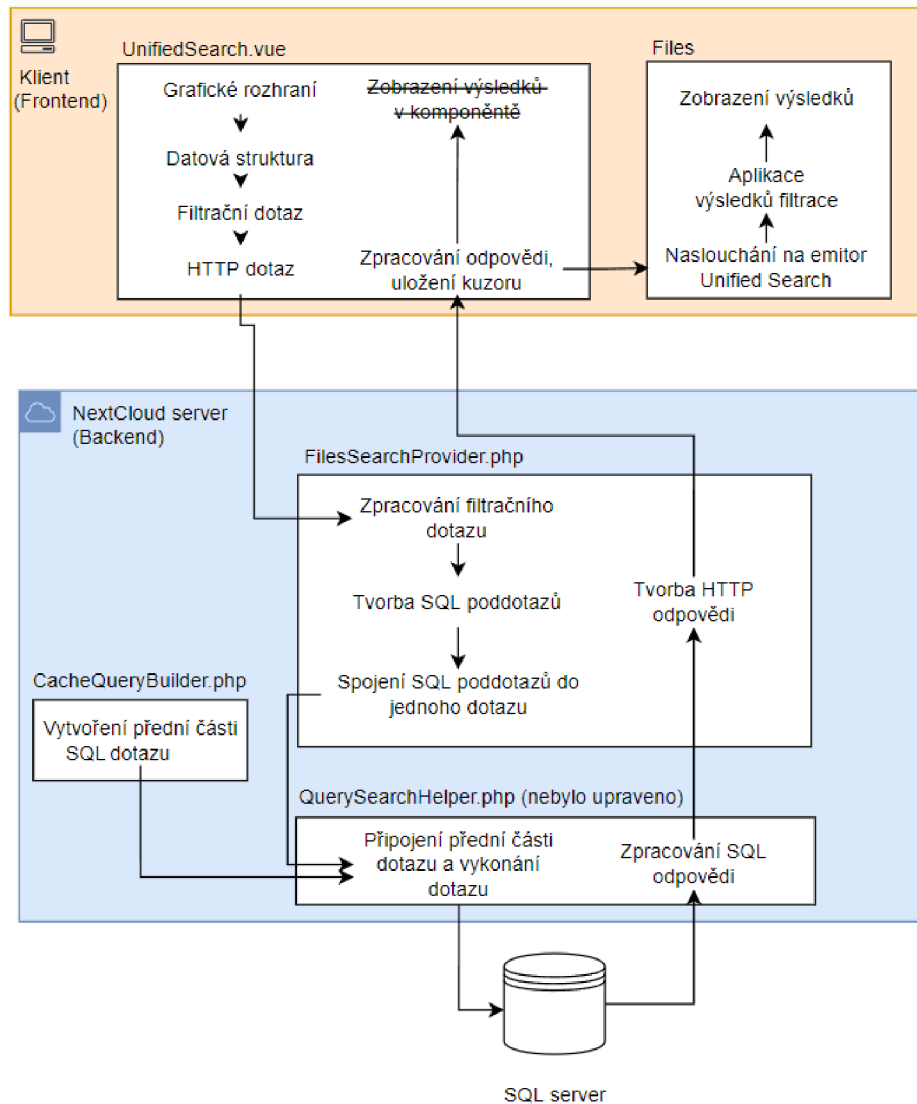 Klient
(Frontend)
UnifiedSearch.vue
Grafické rozhraní
Datová struktura
Filtrační dotaz
HTTP dotaz
Zobrazení výsledků
v komponéntě
Zpracování odpovědi,
uložení kuzoru
Files
Zobrazení výsledků
Aplikace
výsledků filtrace
Naslouchání na emitor
Unified Search
NextCloud server
(Backend)
FilesSearchProvider.php
Zpracování filtračního
dotazu
Tvorba SQL poddotazů
Spojení SQL poddotazů do
jednoho dotazu
Tvorba HTTP
odpovědi
CacheQueryBuilder.php
Vytvoření přední části
SQL dotazu
QuerySearchHelper.php (nebylo upraveno)
Připojení přední části
dotazu a vykonání
dotazu
Zpracování SQL
odpovědi
SQL server